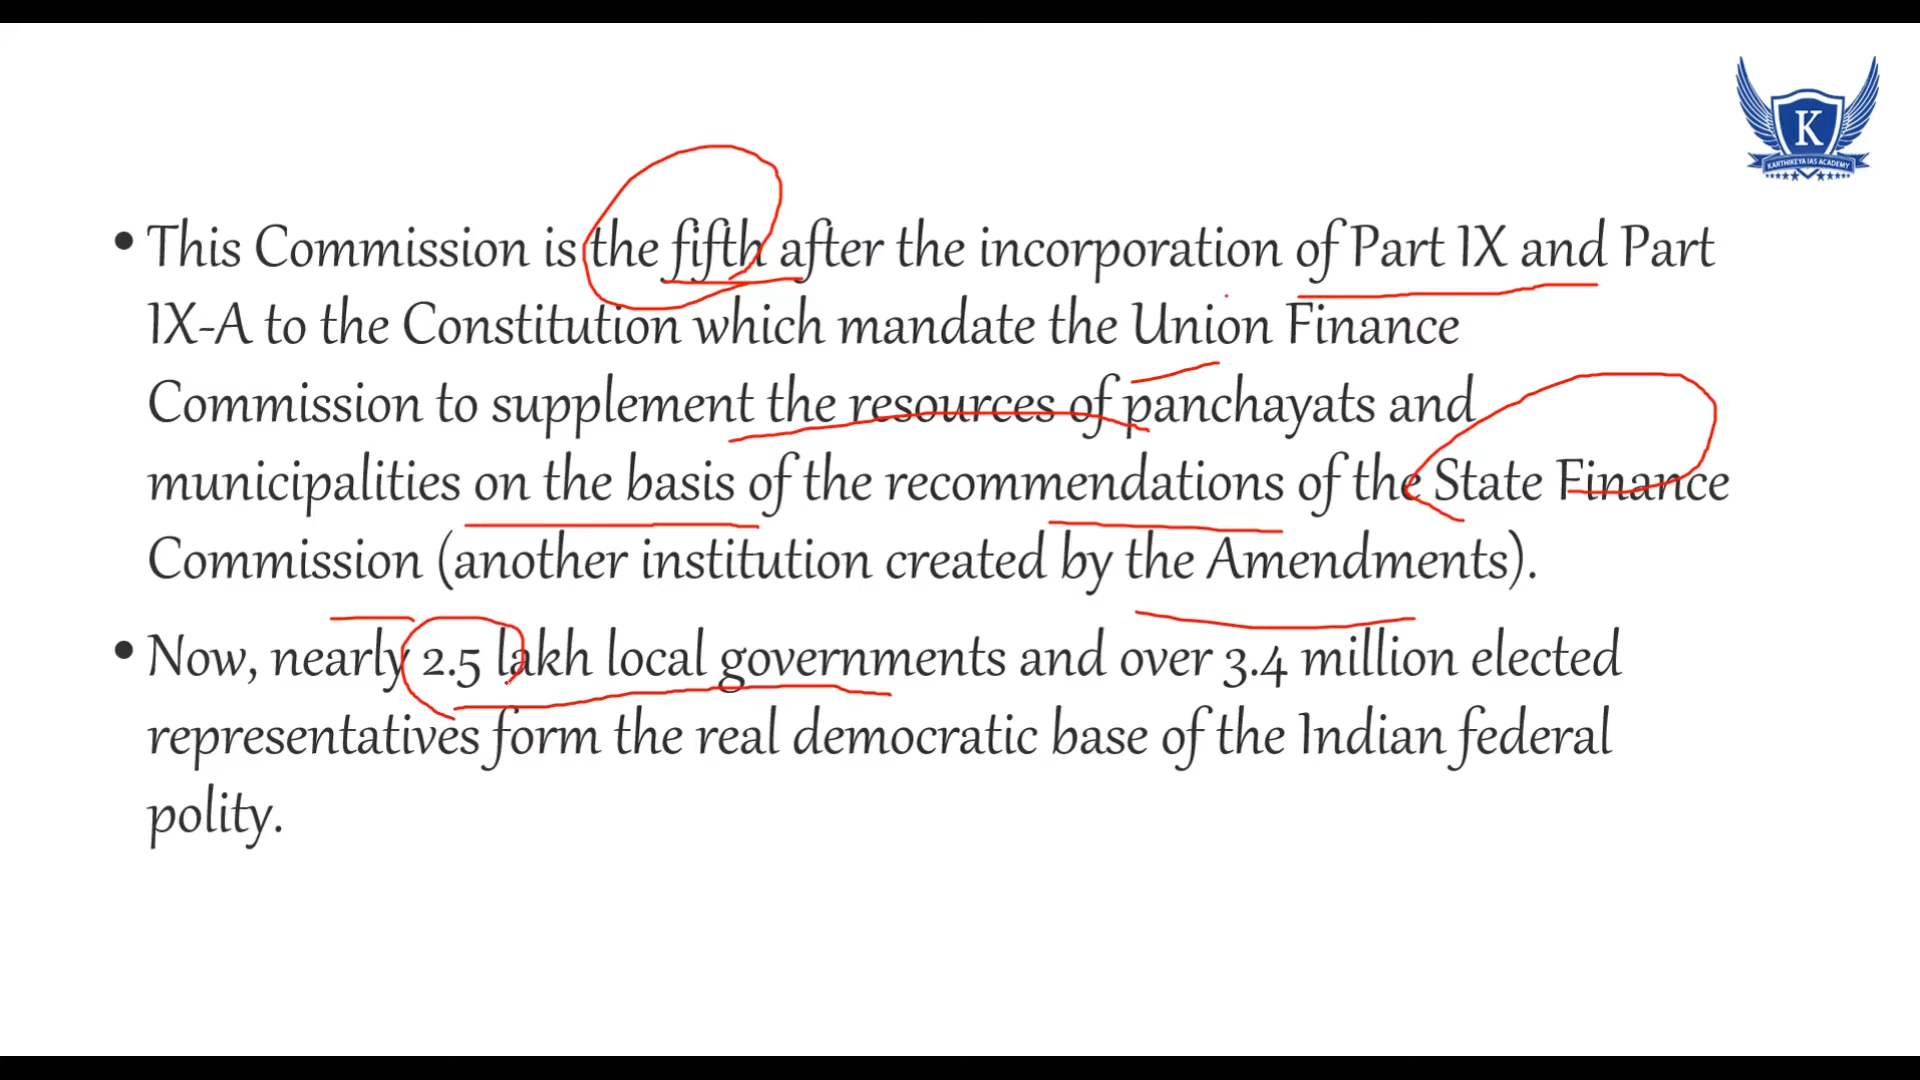 K
KARTHIKEYA IAS ACADEMY
• This Commission is the fifth after the incorporation of Part IX and Part
IX-A to the Constitution which mandate the Union Finance
Commission to supplement the resources of panchayats and
municipalities on the basis of the recommendations of the State Finance
Commission (another institution created by the Amendments).
• Now, nearly 2.5 lakh local governments and over 3.4 million elected
representatives form the real democratic base of the Indian federal
polity.